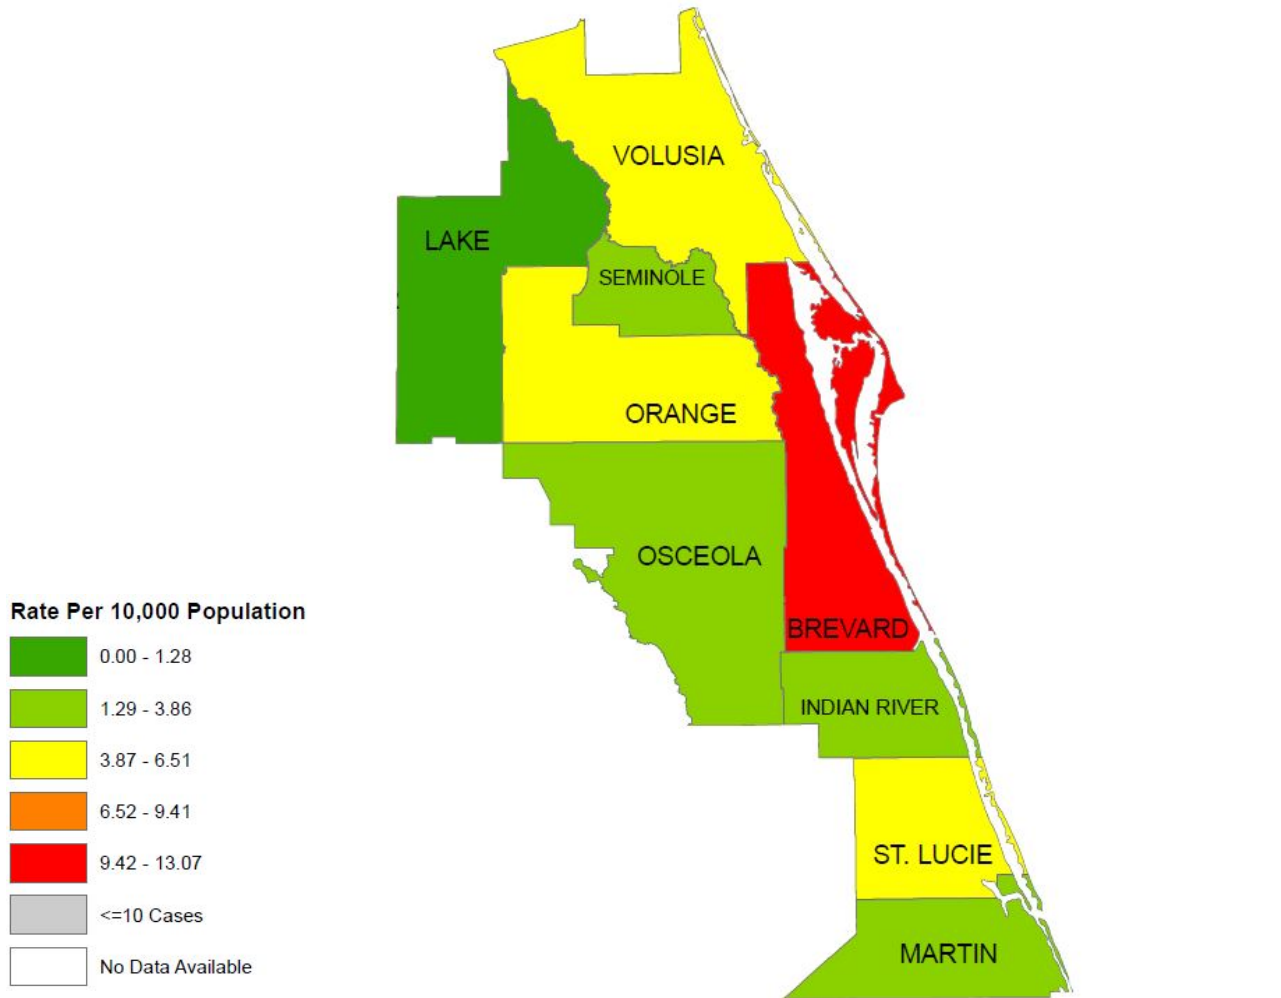 VOLUSIA
LAKE
SEMINOLE
ORANGE
OSCEOLA
BREVARD
INDIAN RIVER
ST. LUCIE
MARTIN
Rate Per 10,000 Population
0.00 - 1.28
1.29 - 3.86
3.87 - 6.51
6.52 - 9.41
9.42 - 13.07
<=10 Cases
No Data Available